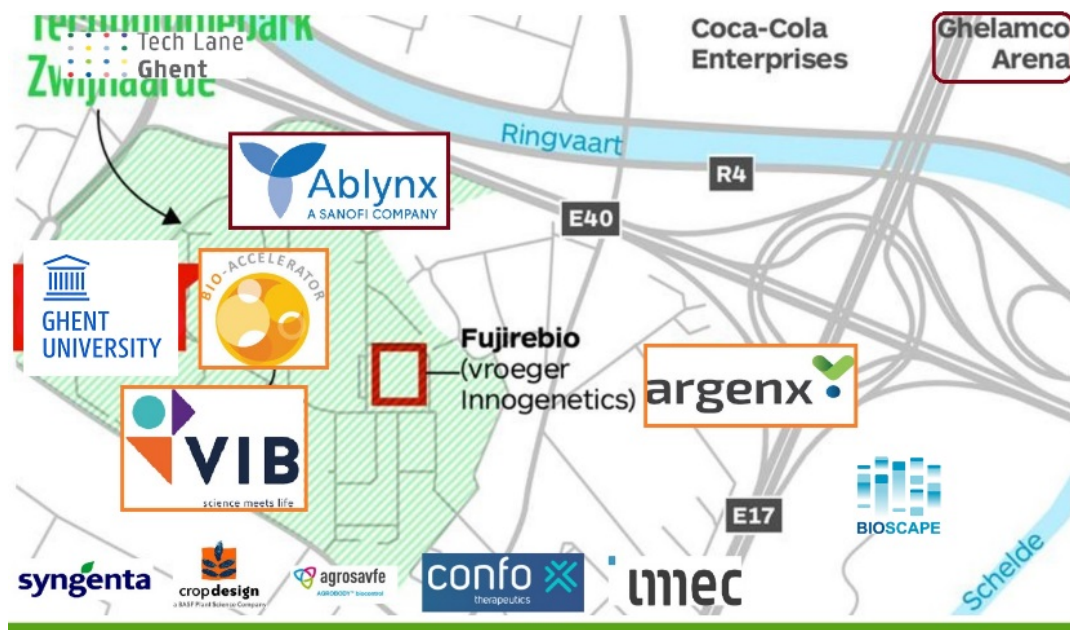 Technologiepark
Zwijnaarde
Tech Lane
Ghent
Coca-Cola
Enterprises
Ghelamco
Arena
Ringvaart
R4
Ablynx
A SANOFI COMPANY
E40
BIO-ACCELERATOR
GHENT
UNIVERSITY
Fujirebio
(vroeger
Innogenetics)
argenx
VIB
science meets life
E17
BIOSCAPE
Schelde
syngenta
cropdesign
a BASF Plant Science Company
agrosavfe
AGROBODY™ biocontrol
confo
therapeutics
imec